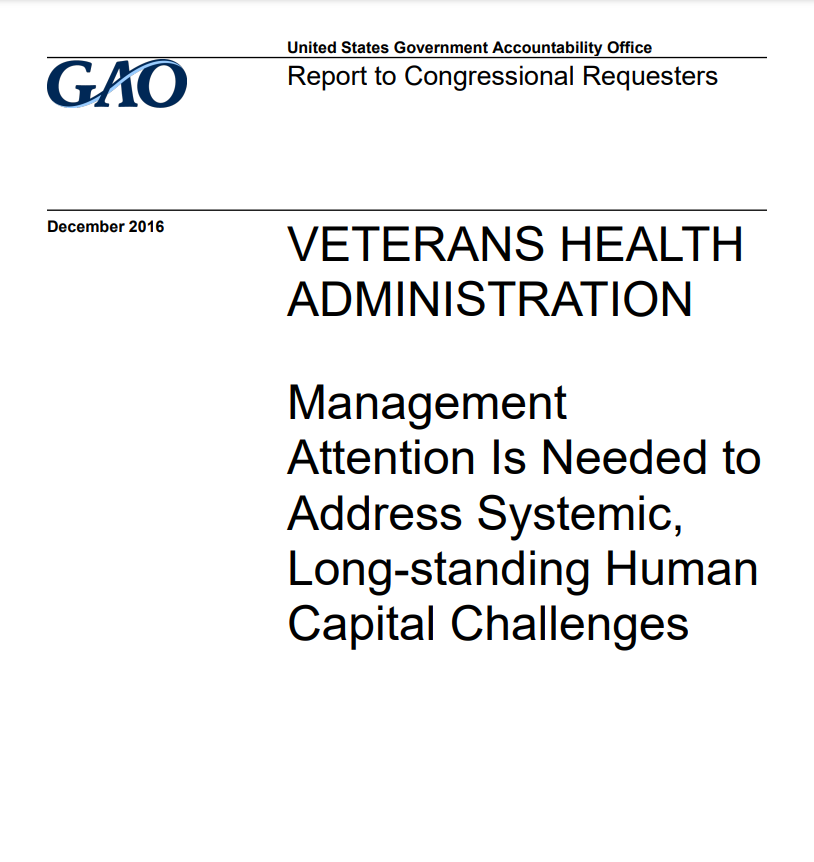 United States Government Accountability Office
GAO
Report to Congressional Requesters
December 2016
VETERANS HEALTH
ADMINISTRATION
Management
Attention Is Needed to
Address Systemic,
Long-standing Human
Capital Challenges